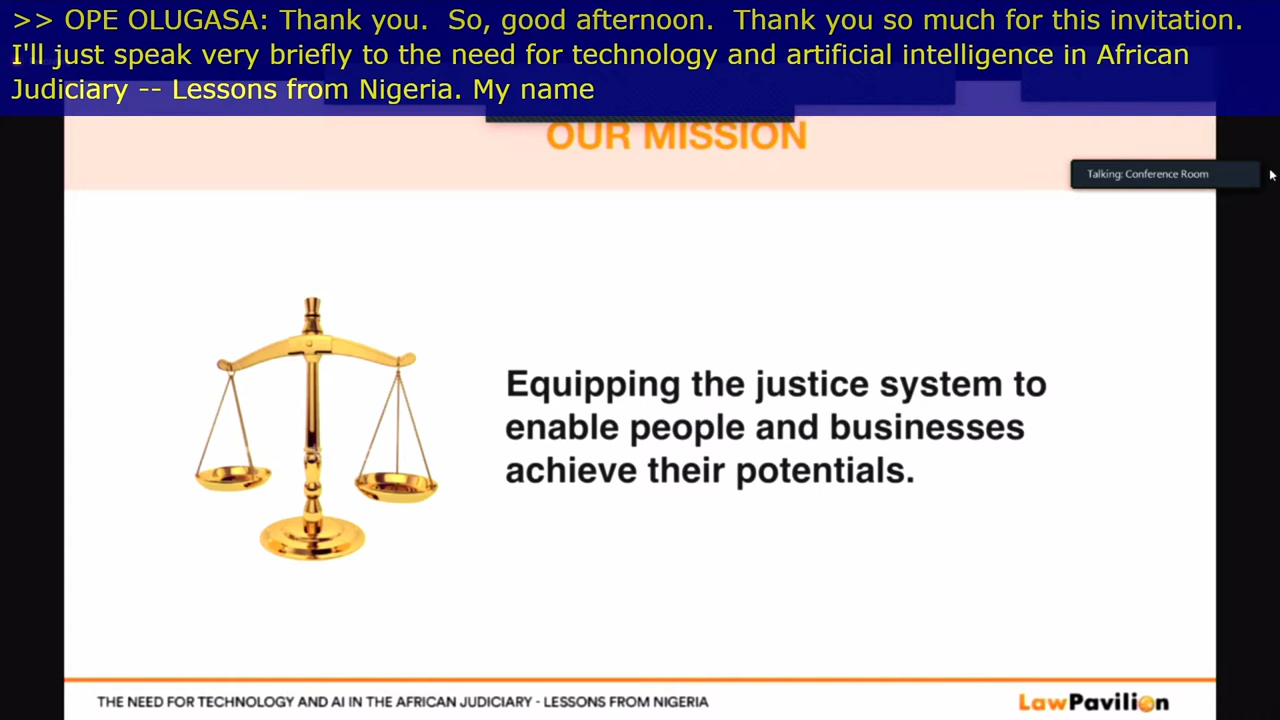 >> OPE OLUGASA: Thank you.  So, good afternoon.  Thank you so much for this invitation.
I'll just speak very briefly to the need for technology and artificial intelligence in African
Judiciary -- Lessons from Nigeria. My name
OUR MISSION
Talking: Conference Room
Equipping the justice system to
enable people and businesses
achieve their potentials.
THE NEED FOR TECHNOLOGY AND AI IN THE AFRICAN JUDICIARY - LESSONS FROM NIGERIA
LawPavilion